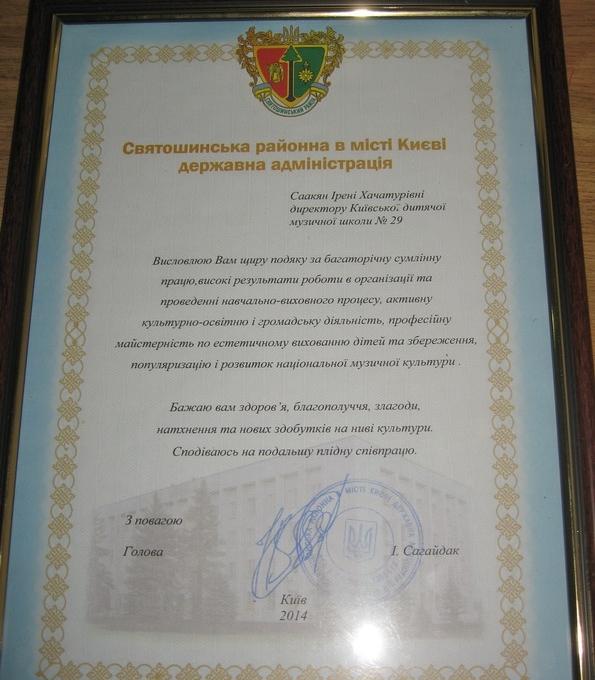 СВЯТОШИНСЬКИЙ РАЙОН
Святошинська районна в місті Києві
державна адміністрація
Саакян Ірені Хачатурівні
директору Київської дитячої
музичної школи № 29
Висловлюю Вам щиру подяку за багаторічну сумлінну
працю,високі результати роботи в організації та
проведенні навчально-виховного процесу, активну
культурно-освітню і громадську діяльність, професійну
майстерність по естетичному вихованню дітей та збереження,
популяризацію і розвиток національної музичної культури .
Бажаю вам здоров’я, благополуччя, злагоди,
натхнення та нових здобутків на ниві культури.
Сподіваюсь на подальшу плідну співпрацю.
З повагою
Голова
І. Сагайдак
Київ
2014